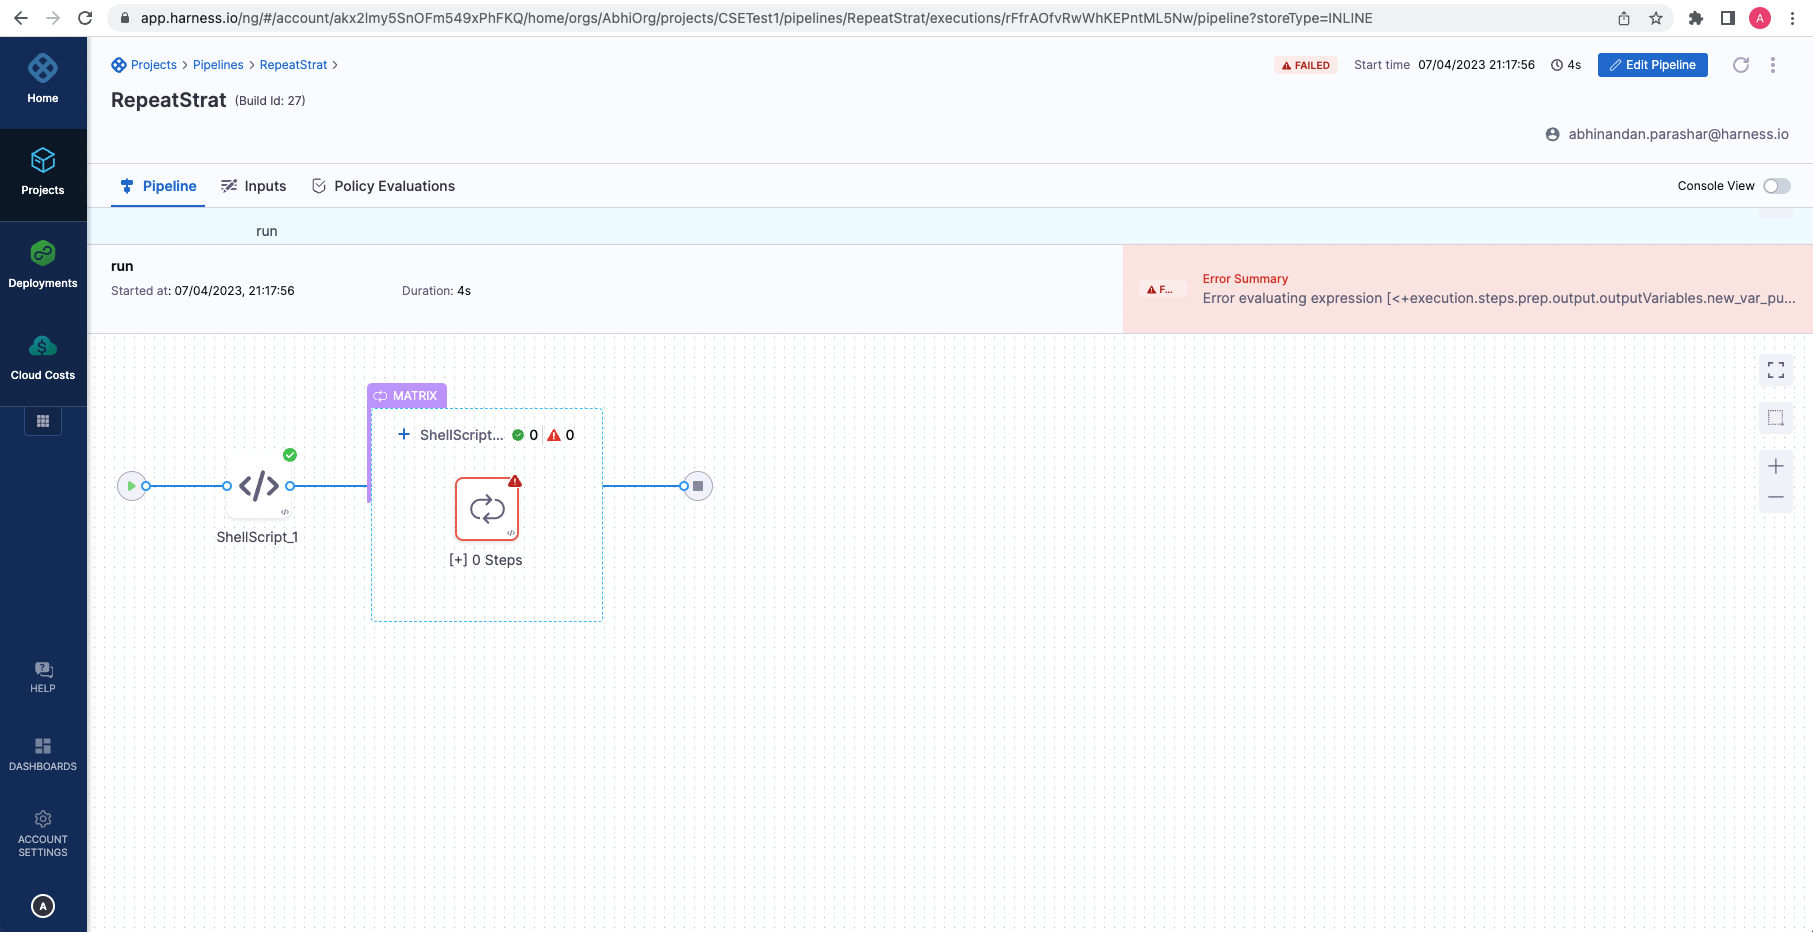 app.harness.io/ng/#/account/akx2lmy5SnOFm549xPhFKQ/home/orgs/AbhiOrg/projects/CSETest1/pipelines/RepeatStrat/executions/rFfrAOfvRwWhKEPntML5Nw/pipeline?storeType=INLINE
A
Home
Projects
Deployments
Cloud Costs
HELP
DASHBOARDS
ACCOUNT
SETTINGS
A
Projects > Pipelines > RepeatStrat >
FAILED Start time 07/04/2023 21:17:56 4s Edit Pipeline
RepeatStrat (Build Id: 27)
abhinandan.parashar@harness.io
Pipeline Inputs Policy Evaluations Console View
run
run
Started at: 07/04/2023, 21:17:56 Duration: 4s
F...
Error Summary
Error evaluating expression [<+execution.steps.prep.output.outputVariables.new_var_pu...
MATRIX
+ ShellScript... 0 0
</>
ShellScript_1
[+] 0 Steps